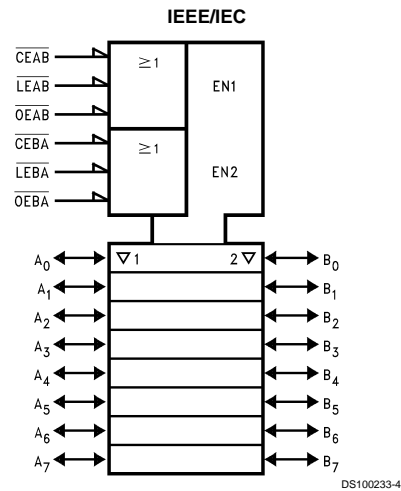 IEEE/IEC
CEAB
LEAB
OEAB
CEBA
LEBA
OEBA
≥1
EN1
≥1
EN2
A0 ▽1 2▽ B0
A1 B1
A2 B2
A3 B3
A4 B4
A5 B5
A6 B6
A7 B7
DS100233-4